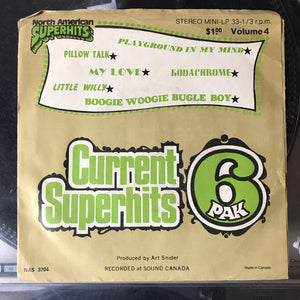 North American
SUPERHITS
STEREO MINI-LP 33-1/3 r.p.m
$1.00 Volume 4
PLAYGROUND IN MY MIND★
PILLOW TALK★
MY LOVE★ KODACHROME★
LITTLE WILLY★
BOOGIE WOOGIE BUGLE BOY★
Current
Superhits
6
PAK
Produced by Art Snider
NAS 3704 RECORDED at SOUND CANADA Made in Canada